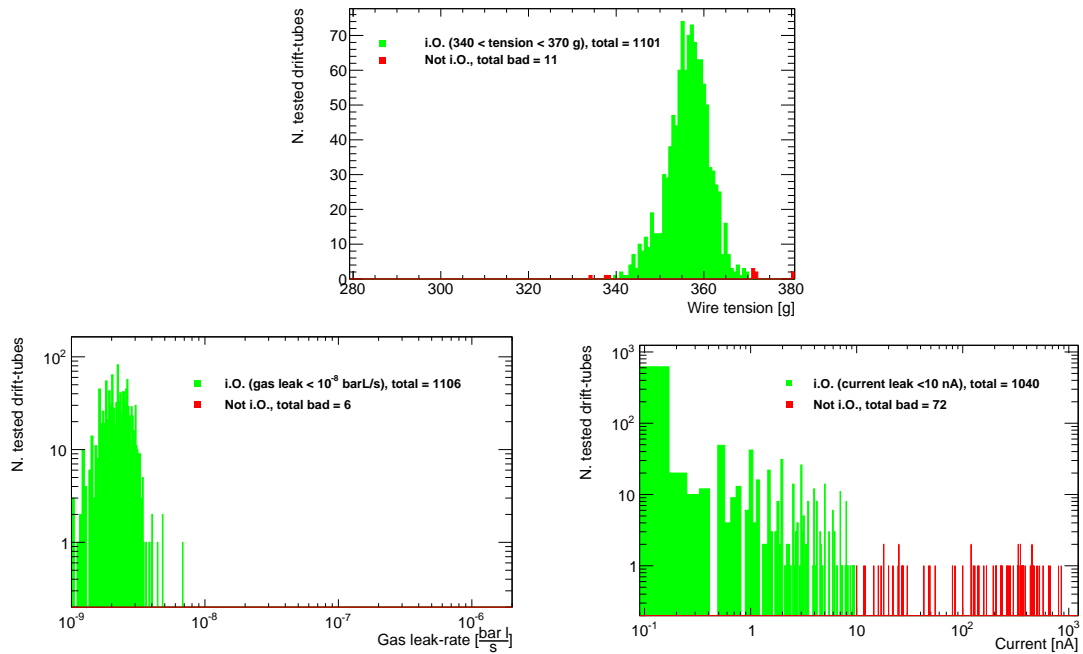 N. tested drift-tubes
i.O. (340 < tension < 370 g), total = 1101
Not i.O., total bad = 11
70
60
50
40
30
20
10
0
280 300 320 340 360 380
Wire tension [g]
N. tested drift-tubes
i.O. (gas leak < 10⁻⁸ barL/s), total = 1106
Not i.O., total bad = 6
10²
10
1
10⁻⁹ 10⁻⁸ 10⁻⁷ 10⁻⁶
Gas leak-rate [bar l/s]
N. tested drift-tubes
i.O. (current leak <10 nA), total = 1040
Not i.O., total bad = 72
10³
10²
10
1
10⁻¹ 1 10 10² 10³
Current [nA]